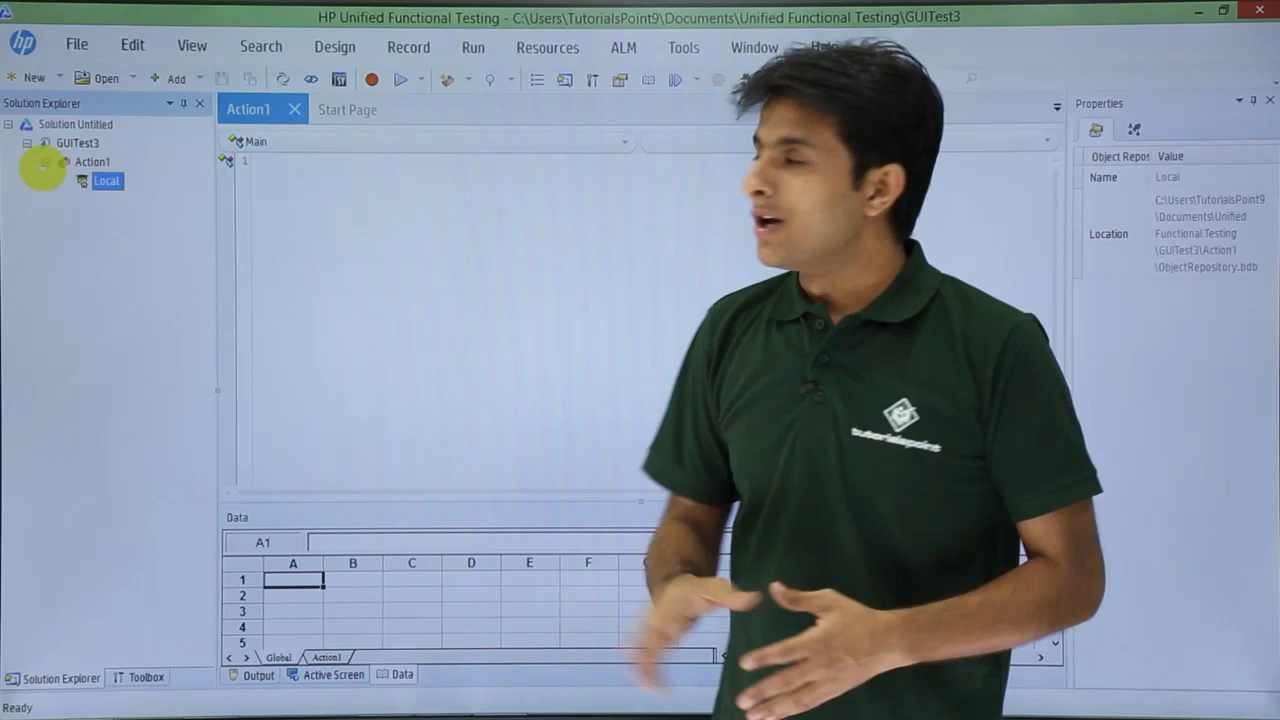 HP Unified Functional Testing - C:\Users\TutorialsPoint9\Documents\Unified Functional Testing\GUITest3
hp File Edit View Search Design Record Run Resources ALM Tools Window
New Open Add
Solution Explorer
Solution Untitled
GUITest3
Action1
Local
Action1 Start Page
Main
1
Properties
Object Repos Value
Name Local
Location C:\Users\TutorialsPoint9
\Documents\Unified
Functional Testing
\GUITest3\Action1
\ObjectRepository.bdb
tutorialspoint
Data
A1
A B C D E F
1
2
3
4
5
Global Action1
Solution Explorer Toolbox
Output Active Screen Data
Ready